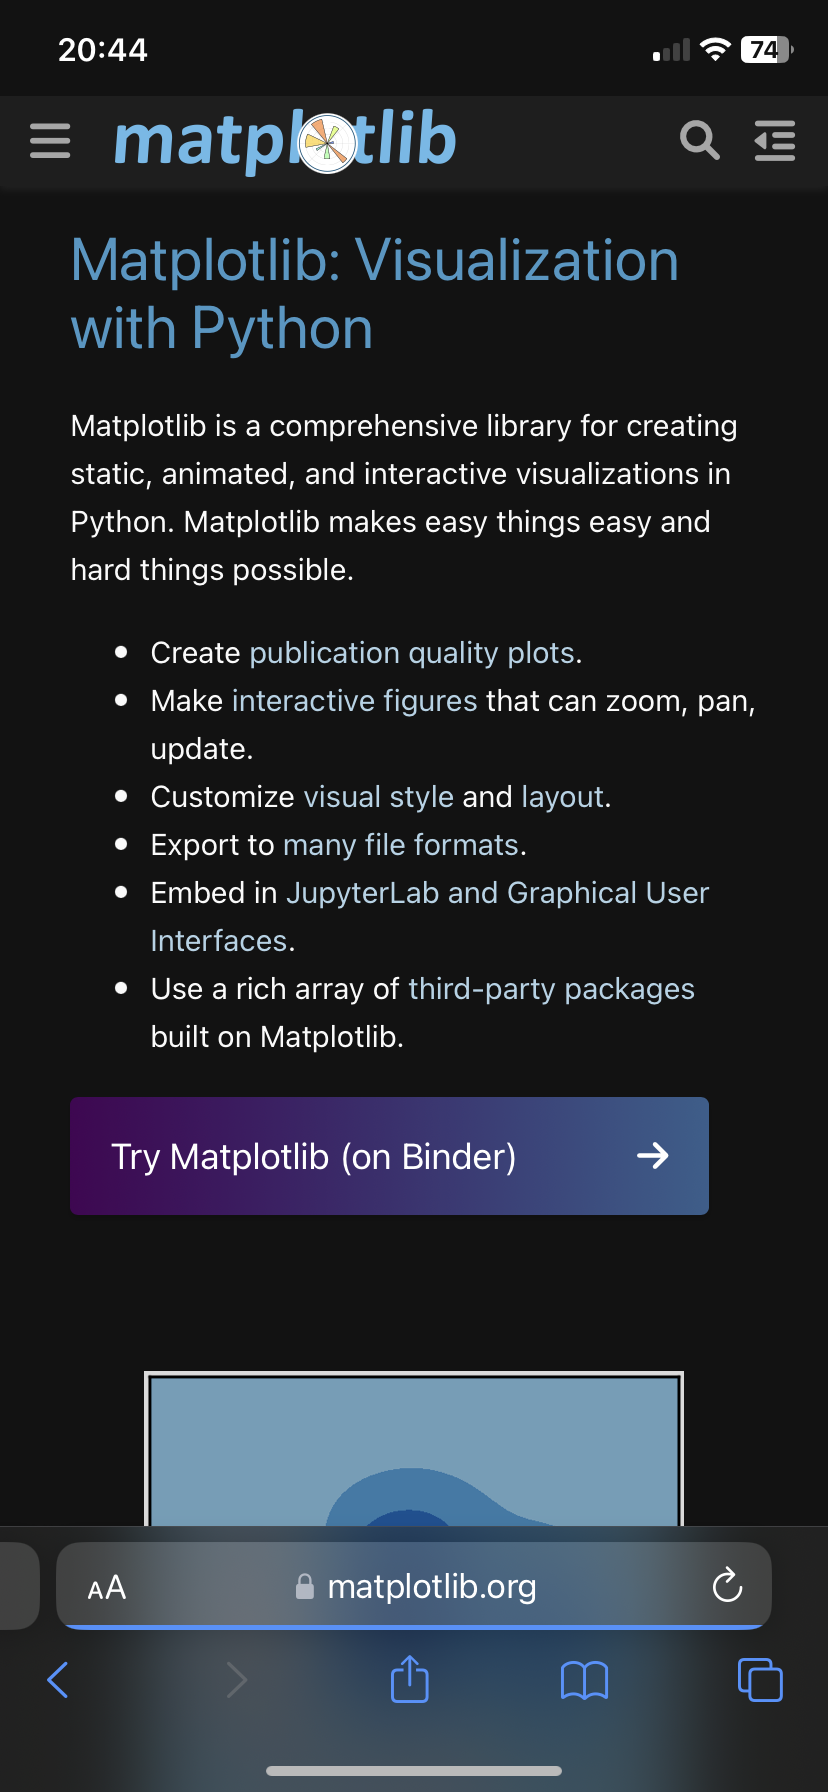 20:44
74
matplotlib
Matplotlib: Visualization
with Python
Matplotlib is a comprehensive library for creating
static, animated, and interactive visualizations in
Python. Matplotlib makes easy things easy and
hard things possible.
• Create publication quality plots.
• Make interactive figures that can zoom, pan,
update.
• Customize visual style and layout.
• Export to many file formats.
• Embed in JupyterLab and Graphical User
Interfaces.
• Use a rich array of third-party packages
built on Matplotlib.
Try Matplotlib (on Binder) →
AA matplotlib.org